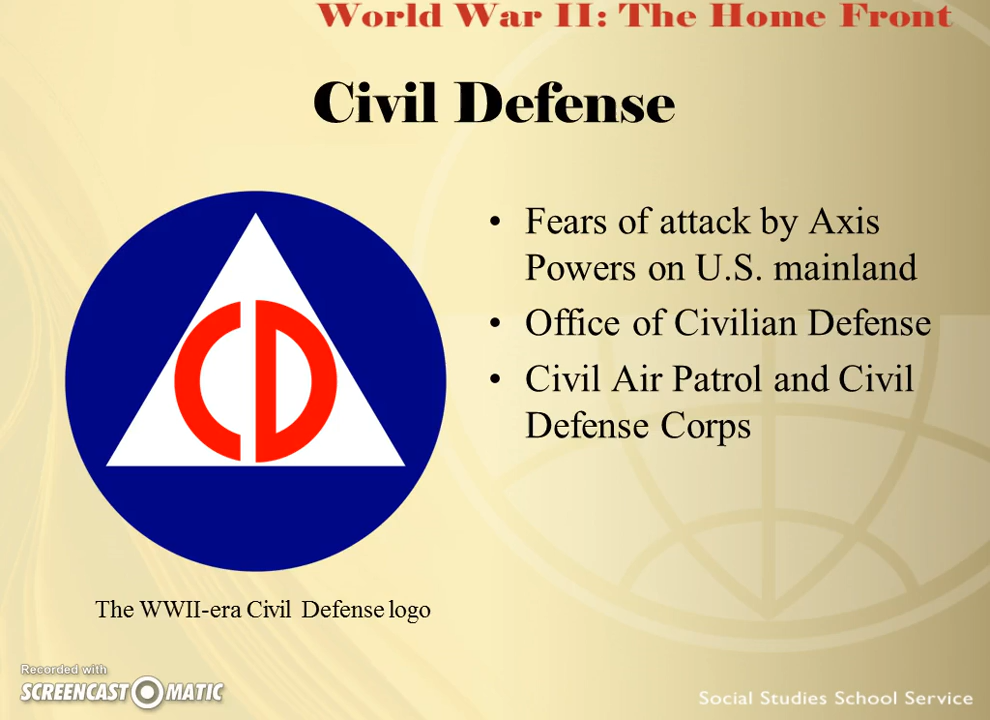 World War II: The Home Front
Civil Defense
CD
• Fears of attack by Axis
Powers on U.S. mainland
• Office of Civilian Defense
• Civil Air Patrol and Civil
Defense Corps
The WWII-era Civil Defense logo
Recorded with
SCREENCAST-O-MATIC
Social Studies School Service